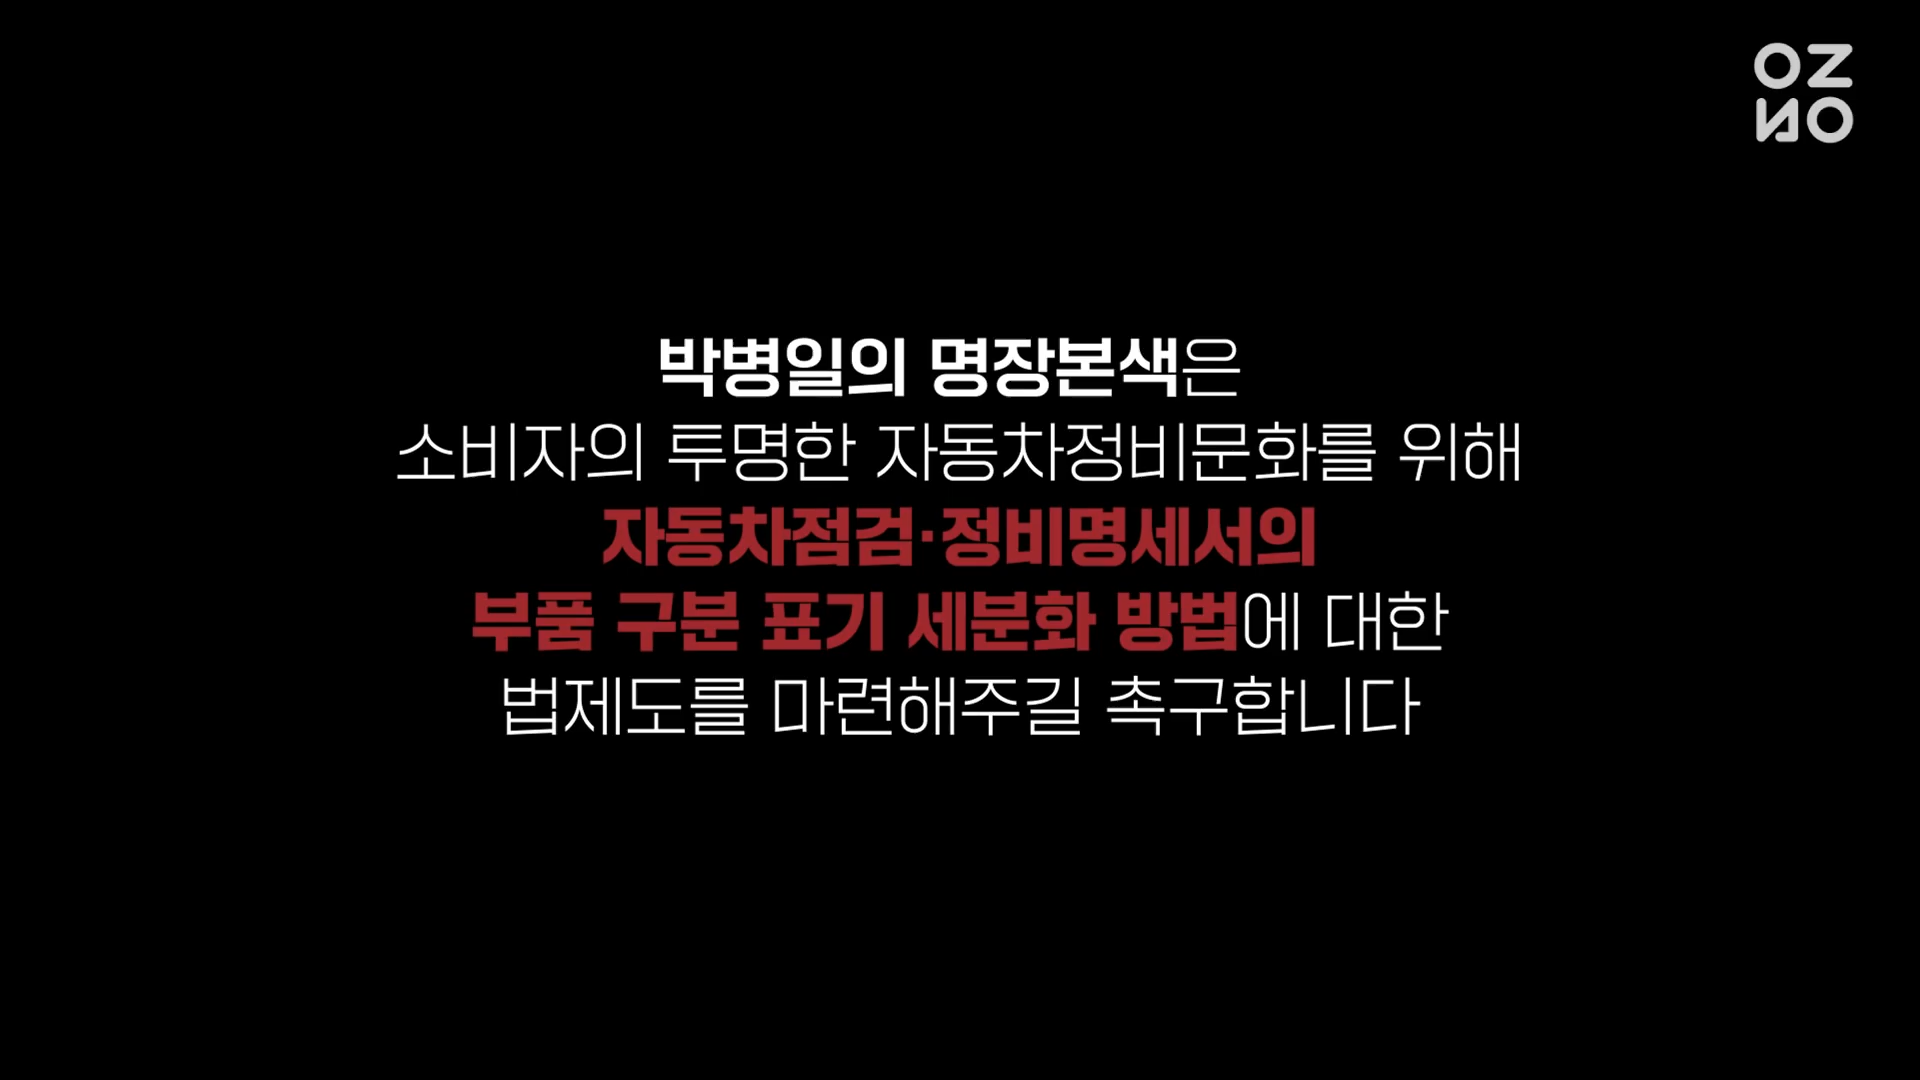 OZ
NO
박병일의 명장본색은
소비자의 투명한 자동차정비문화를 위해
자동차점검·정비명세서의
부품 구분 표기 세분화 방법에 대한
법제도를 마련해주길 촉구합니다